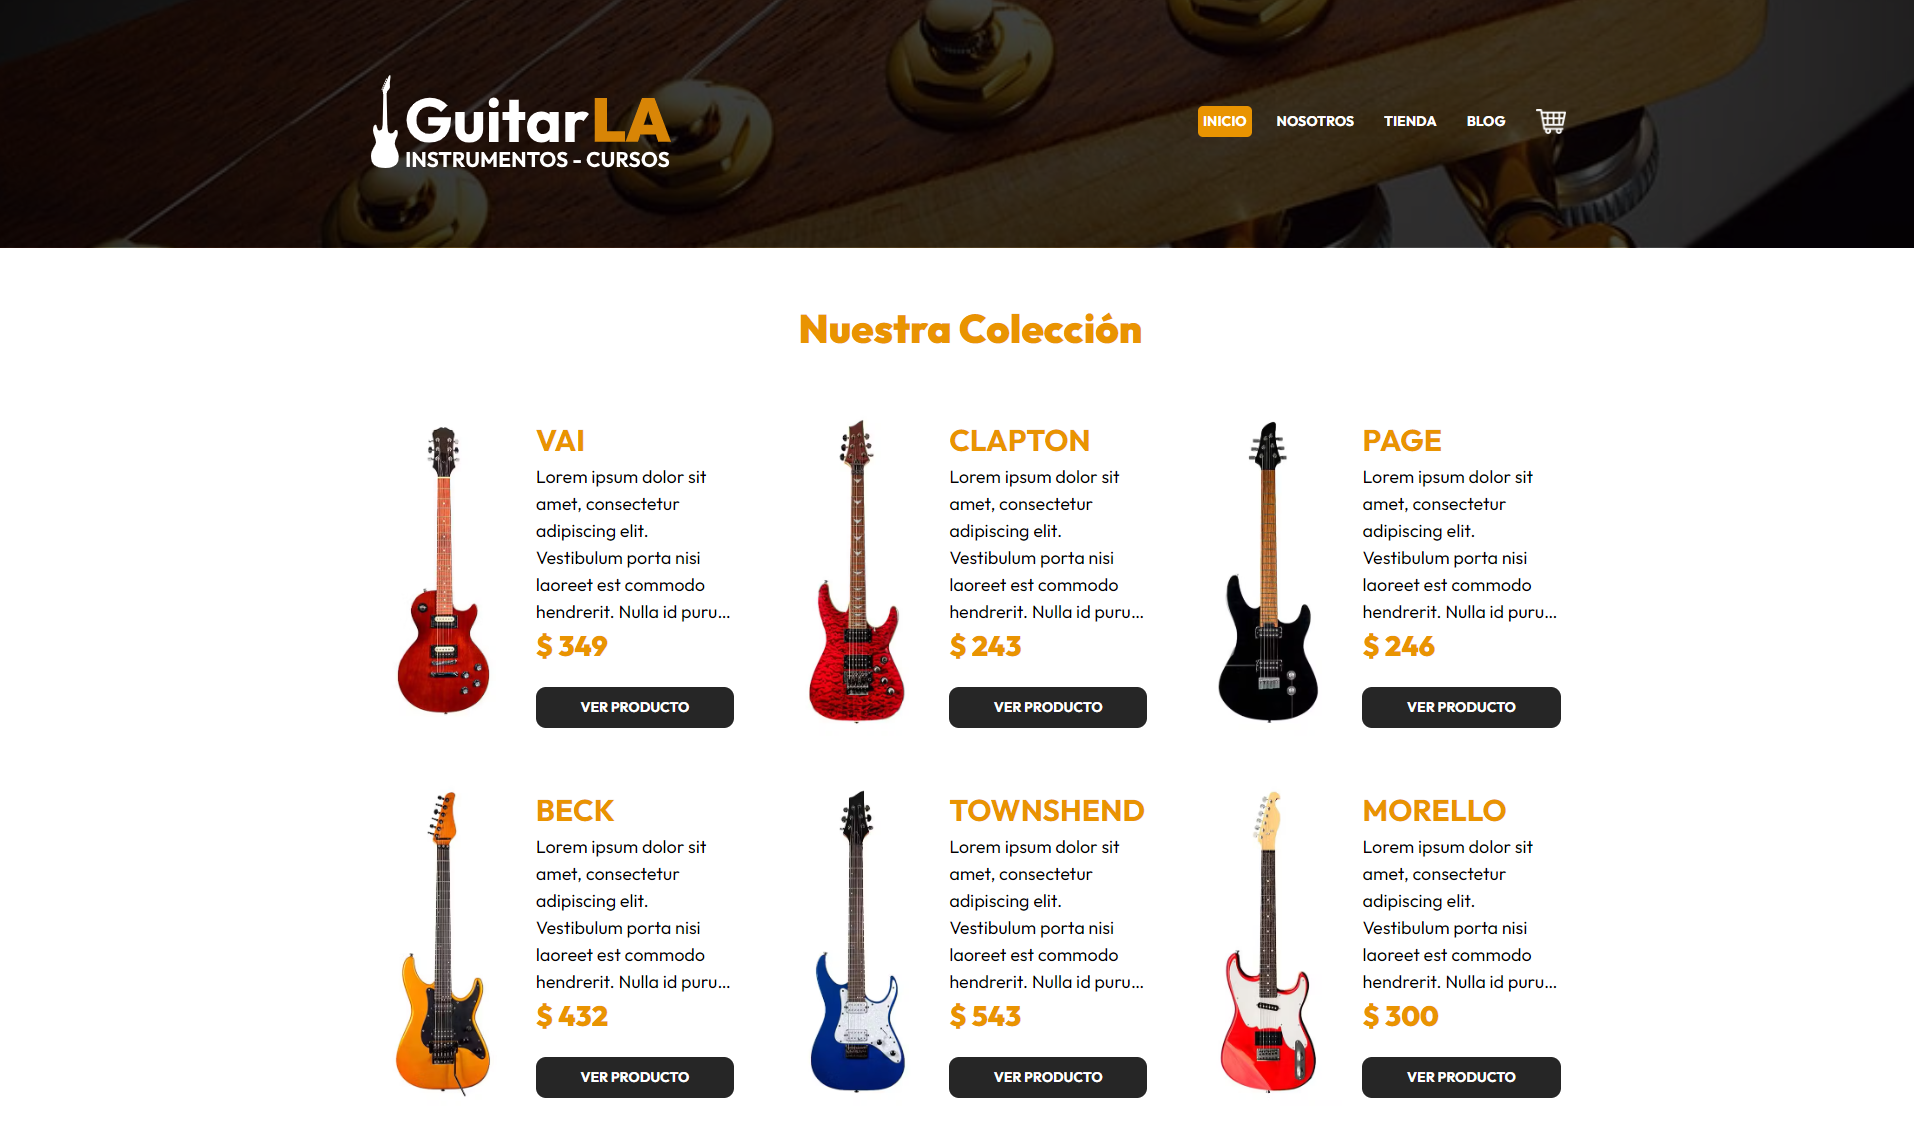 GuitarLA
INSTRUMENTOS - CURSOS
INICIO NOSOTROS TIENDA BLOG
Nuestra Colección
VAI
Lorem ipsum dolor sit
amet, consectetur
adipiscing elit.
Vestibulum porta nisi
laoreet est commodo
hendrerit. Nulla id puru...
$ 349
VER PRODUCTO
CLAPTON
Lorem ipsum dolor sit
amet, consectetur
adipiscing elit.
Vestibulum porta nisi
laoreet est commodo
hendrerit. Nulla id puru...
$ 243
VER PRODUCTO
PAGE
Lorem ipsum dolor sit
amet, consectetur
adipiscing elit.
Vestibulum porta nisi
laoreet est commodo
hendrerit. Nulla id puru...
$ 246
VER PRODUCTO
BECK
Lorem ipsum dolor sit
amet, consectetur
adipiscing elit.
Vestibulum porta nisi
laoreet est commodo
hendrerit. Nulla id puru...
$ 432
VER PRODUCTO
TOWNSHEND
Lorem ipsum dolor sit
amet, consectetur
adipiscing elit.
Vestibulum porta nisi
laoreet est commodo
hendrerit. Nulla id puru...
$ 543
VER PRODUCTO
MORELLO
Lorem ipsum dolor sit
amet, consectetur
adipiscing elit.
Vestibulum porta nisi
laoreet est commodo
hendrerit. Nulla id puru...
$ 300
VER PRODUCTO